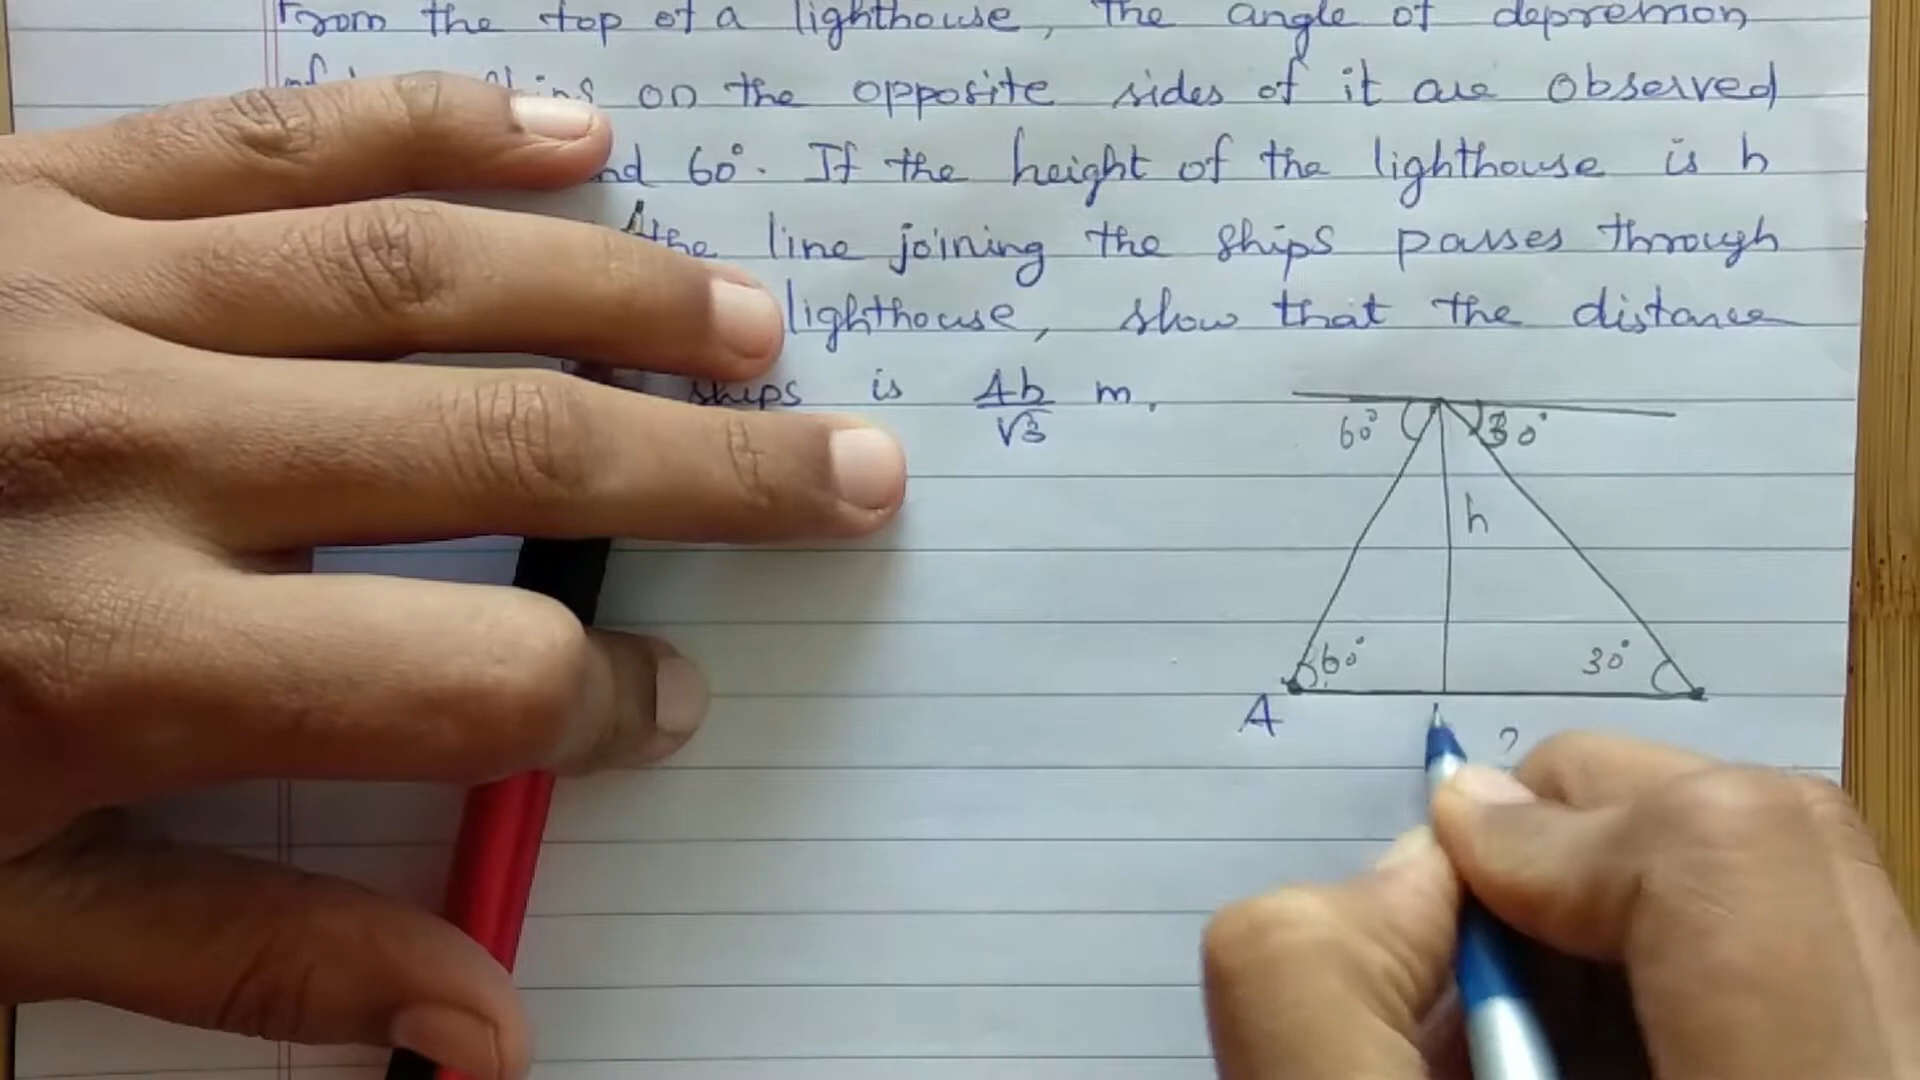 From the top of a lighthouse, the angle of depression
on the opposite sides of it are observed
nd 60°. If the height of the lighthouse is h
the line joining the ships passes through
lighthouse, show that the distance
ships is 4h/√3 m.
60° 30°
h
60° 30°
A
?